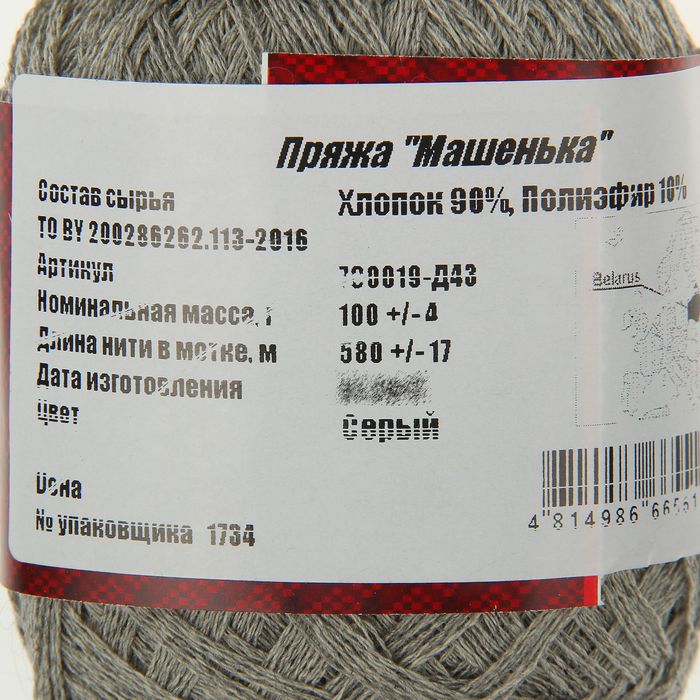 Пряжа "Машенька"
Состав сырья Хлопок 90%, Полиэфир 10%
ТО BY 200286262.113-2016
Артикул
Номинальная масса, г 100 +/-4
Длина нити в мотке, м 580 +/-17
Дата изготовления
Цвет Серый
Belarus
Цена
№ упаковщика 1734